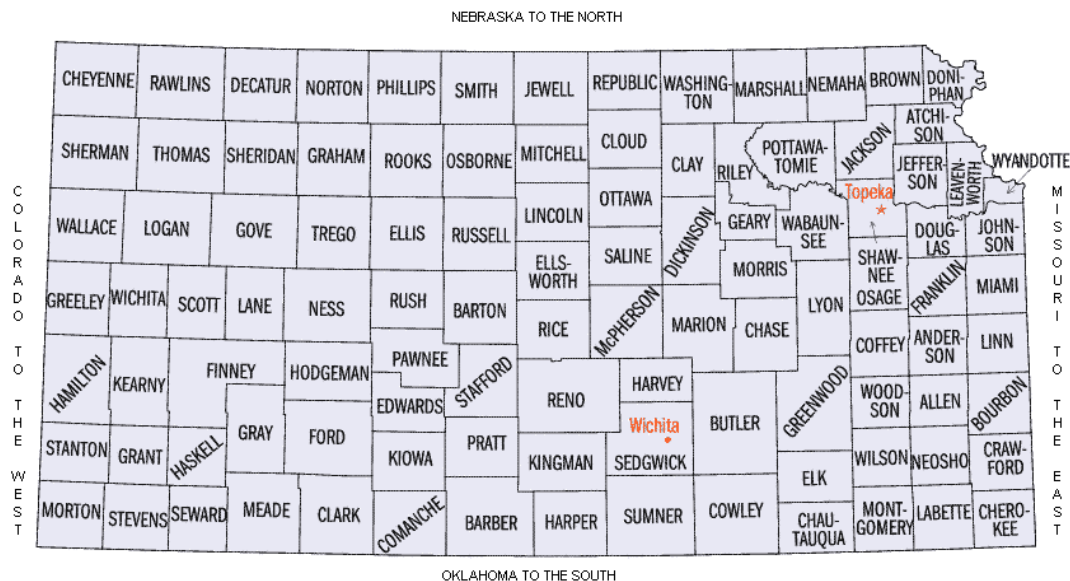 NEBRASKA TO THE NORTH
CHEYENNE
RAWLINS
DECATUR
NORTON
PHILLIPS
SMITH
JEWELL
REPUBLIC
WASHING-
TON
MARSHALL
NEMAHA
BROWN
DONI-
PHAN
ATCHI-
SON
SHERMAN
THOMAS
SHERIDAN
GRAHAM
ROOKS
OSBORNE
MITCHELL
CLOUD
CLAY
RILEY
POTTAWA-
TOMIE
JACKSON
JEFFER-
SON
LEAVEN-
WORTH
WYANDOTTE
Topeka
OTTAWA
WALLACE
LOGAN
GOVE
TREGO
ELLIS
RUSSELL
LINCOLN
SALINE
DICKINSON
GEARY
WABAUN-
SEE
SHAW-
NEE
DOUG-
LAS
JOHN-
SON
ELLS-
WORTH
MORRIS
GREELEY
WICHITA
SCOTT
LANE
NESS
RUSH
BARTON
RICE
McPHERSON
MARION
CHASE
LYON
OSAGE
FRANKLIN
MIAMI
HAMILTON
KEARNY
FINNEY
HODGEMAN
PAWNEE
STAFFORD
RENO
HARVEY
BUTLER
GREENWOOD
COFFEY
ANDER-
SON
LINN
EDWARDS
WOOD-
SON
ALLEN
BOURBON
Wichita
SEDGWICK
STANTON
GRANT
HASKELL
GRAY
FORD
KIOWA
PRATT
KINGMAN
ELK
WILSON
NEOSHO
CRAW-
FORD
MORTON
STEVENS
SEWARD
MEADE
CLARK
COMANCHE
BARBER
HARPER
SUMNER
COWLEY
CHAU-
TAUQUA
MONT-
GOMERY
LABETTE
CHERO-
KEE
COLORADO TO THE WEST
MISSOURI TO THE EAST
OKLAHOMA TO THE SOUTH